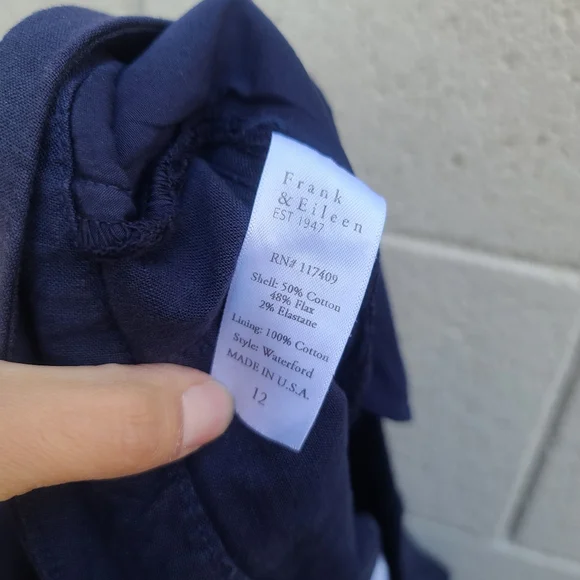 Frank
& Eileen
EST 1947
RN# 117409
Shell: 50% Cotton
48% Flax
2% Elastane
Lining: 100% Cotton
Style: Waterford
MADE IN U.S.A.
12